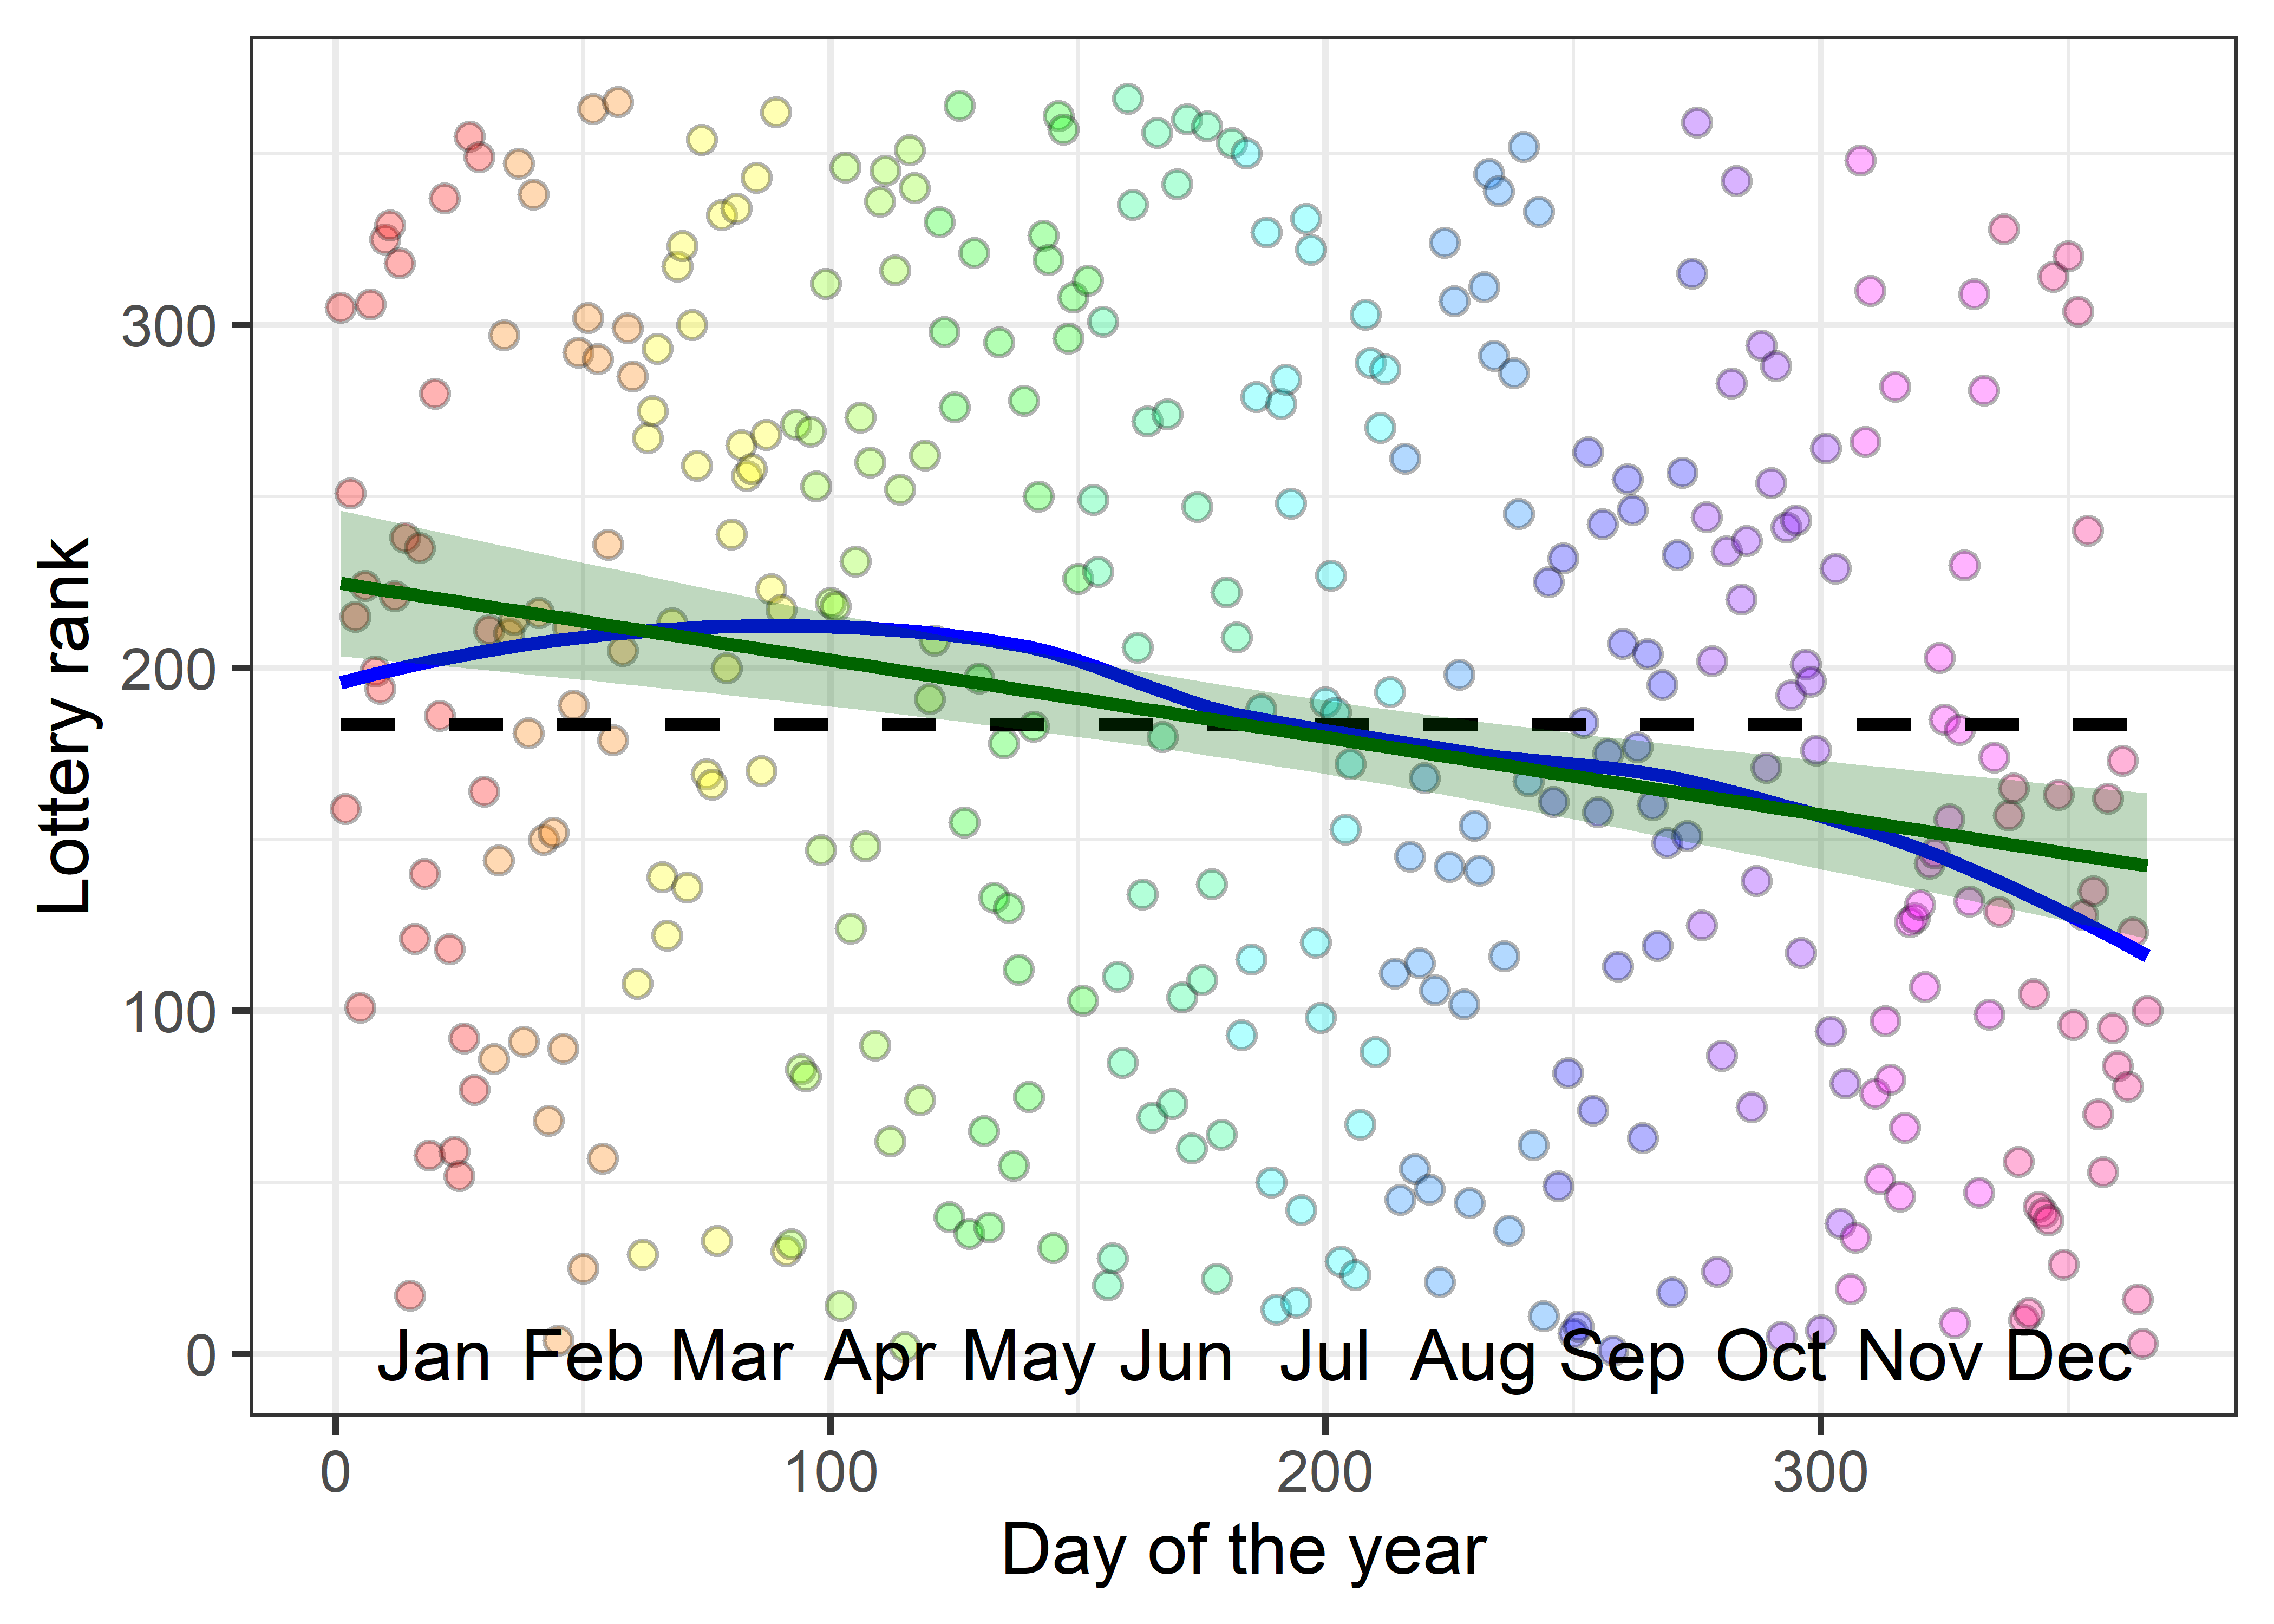 Lottery rank
300
200
100
0
Jan Feb Mar Apr May Jun Jul Aug Sep Oct Nov Dec
0 100 200 300
Day of the year